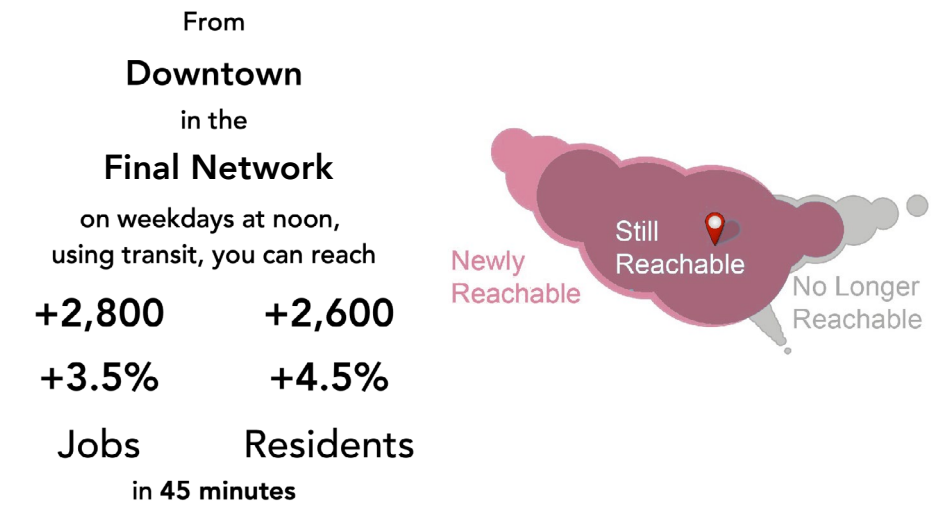 From
Downtown
in the
Final Network
on weekdays at noon,
using transit, you can reach
+2,800 +2,600
+3.5% +4.5%
Jobs Residents
in 45 minutes
Newly
Reachable
Still
Reachable
No Longer
Reachable